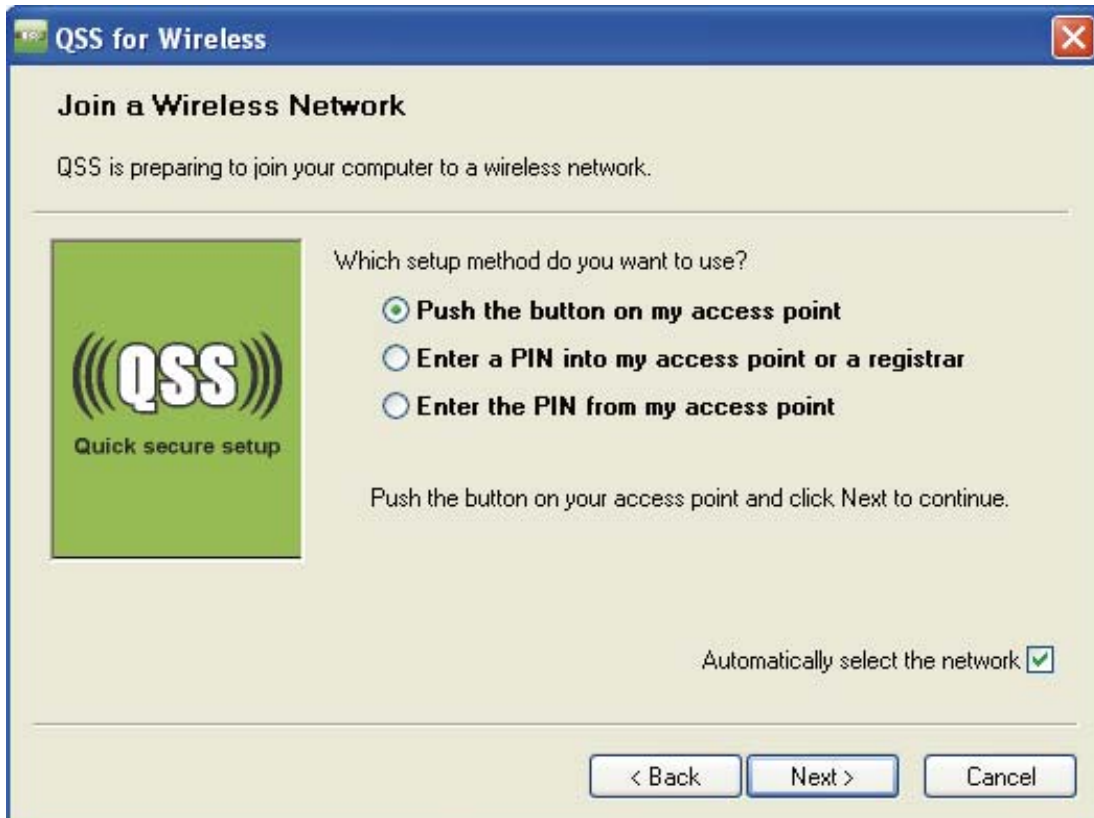 QSS for Wireless
Join a Wireless Network
QSS is preparing to join your computer to a wireless network.
Which setup method do you want to use?
Push the button on my access point
Enter a PIN into my access point or a registrar
Enter the PIN from my access point
QSS
Quick secure setup
Push the button on your access point and click Next to continue.
Automatically select the network
< Back
Next >
Cancel